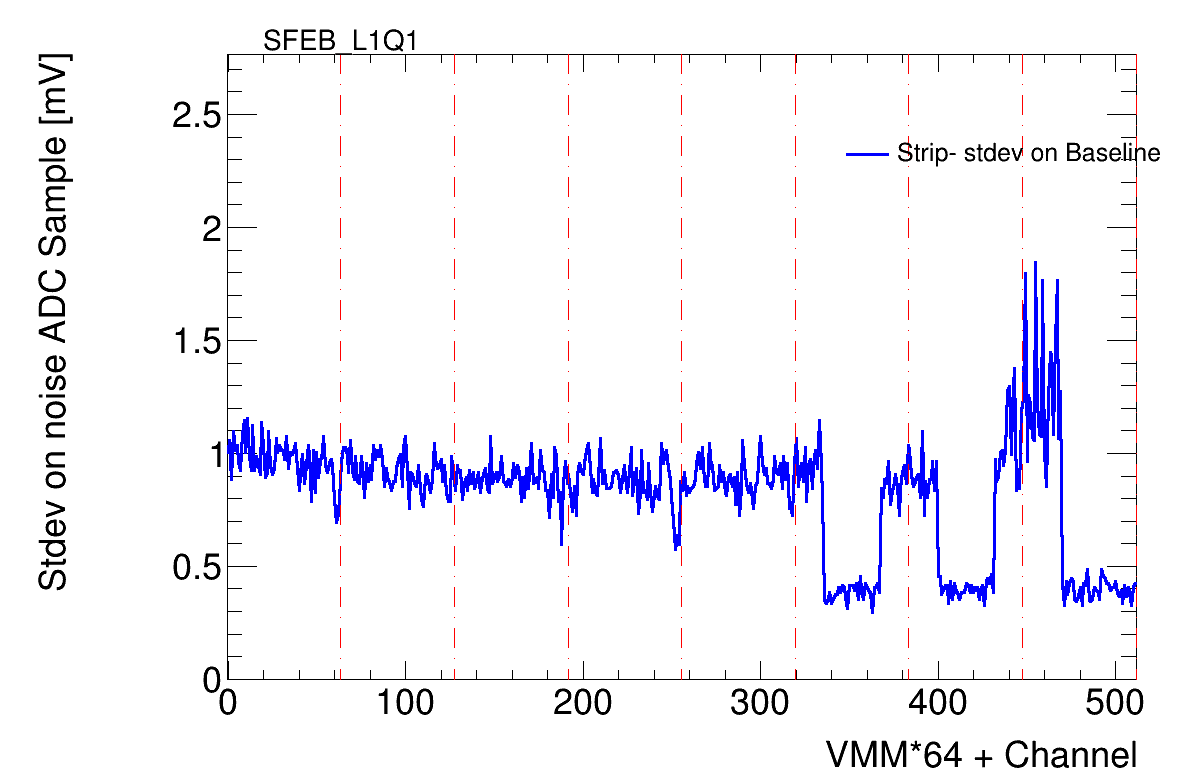 SFEB_L1Q1
Stdev on noise ADC Sample [mV]
2.5
2
1.5
1
0.5
0
Strip- stdev on Baseline
0 100 200 300 400 500
VMM*64 + Channel